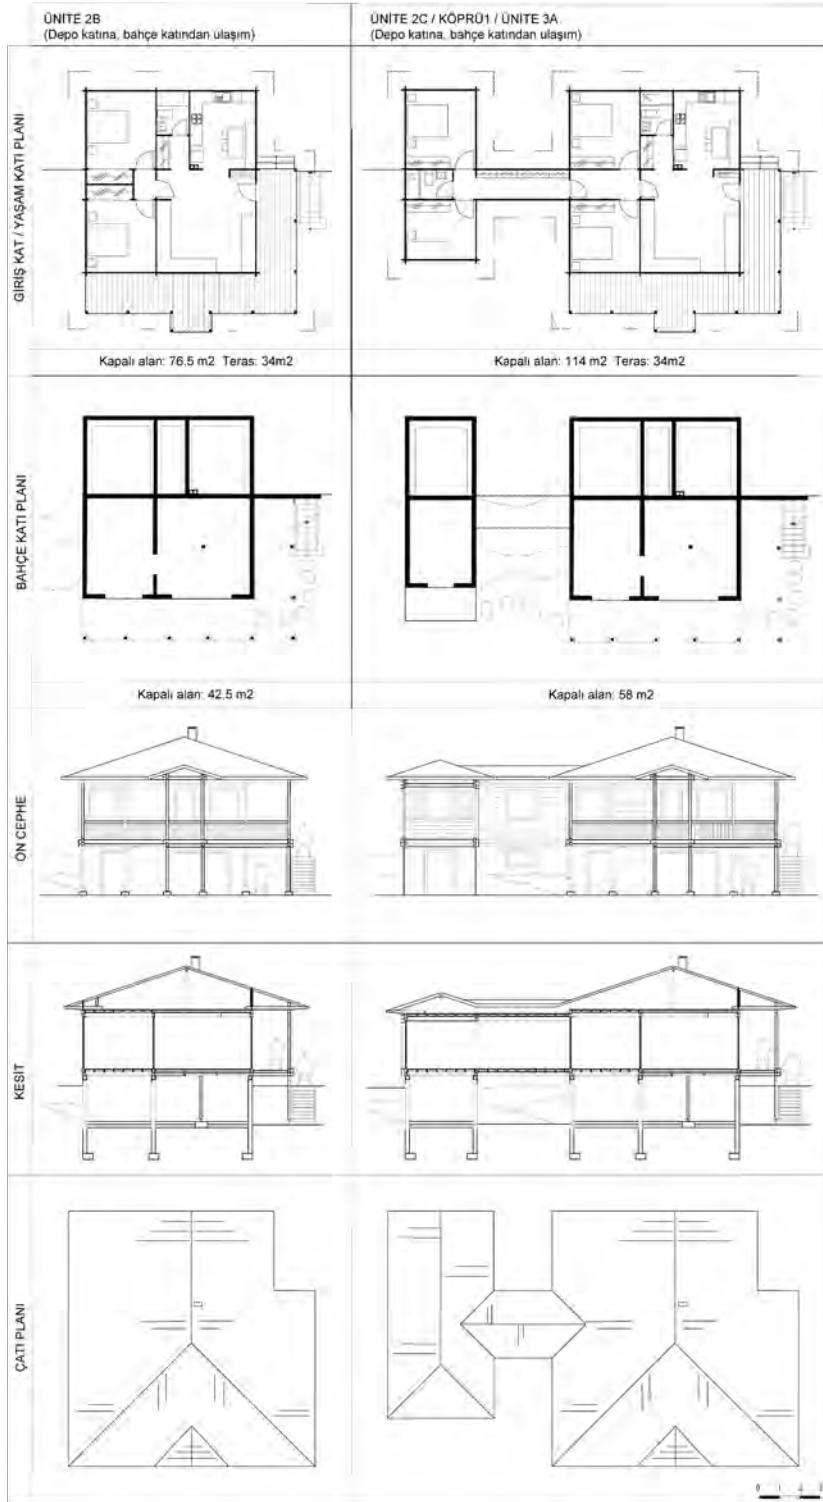 ÜNİTE 2B
(Depo katına, bahçe katından ulaşım)
ÜNİTE 2C / KÖPRÜ1 / ÜNİTE 3A
(Depo katına, bahçe katından ulaşım)
GİRİŞ KAT / YAŞAM KATI PLANI
Kapalı alan: 76.5 m2 Teras: 34m2
Kapalı alan: 114 m2 Teras: 34m2
BAHÇE KATI PLANI
Kapalı alan: 42.5 m2
Kapalı alan: 58 m2
ÖN CEPHE
KESİT
ÇATI PLANI